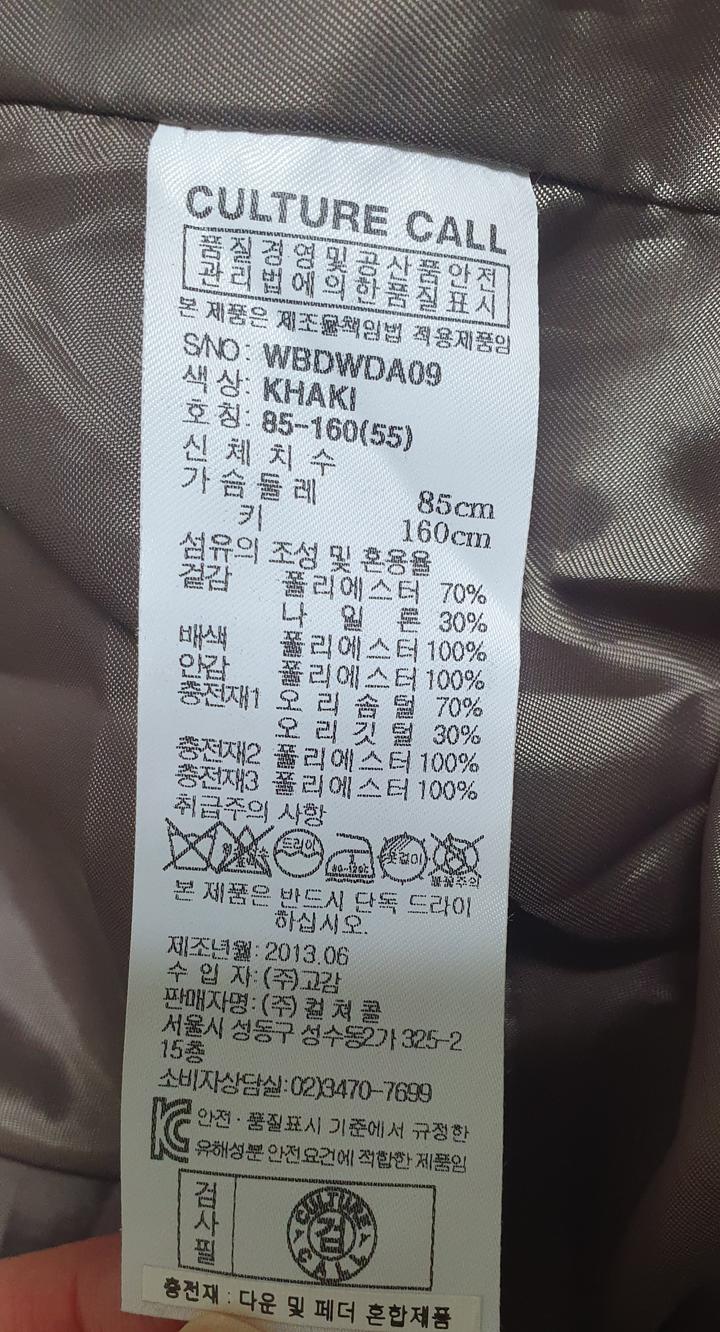 CULTURE CALL
품질경영및공산품안전
관리법에의한품질표시
본 제품은 제조물책임법 적용제품임
S/NO: WBDWDA09
색 상: KHAKI
호 칭: 85-160(55)
신 체 치 수
가 슴 둘 레 85cm
키 160cm
섬유의 조성 및 혼용율
겉감 폴리에스터 70%
나 일 론 30%
배색 폴리에스터 100%
안감 폴리에스터 100%
충전재1 오 리 솜 털 70%
오 리 깃 털 30%
충전재2 폴리에스터 100%
충전재3 폴리에스터 100%
취급주의 사항
드라이 옷걸이
불꽃주의
본 제품은 반드시 단독 드라이
하십시오.
제조년월: 2013.06
수 입 자: (주)고감
판매자명: (주) 컬 쳐 콜
서울시 성동구 성수동2가 325-2
15층
소비자상담실: 02)3470-7699
안전·품질표시 기준에서 규정한
유해성분 안전요건에 적합한 제품임
검사필
CULTURE
검
CALL
충전재 : 다운 및 페더 혼합제품